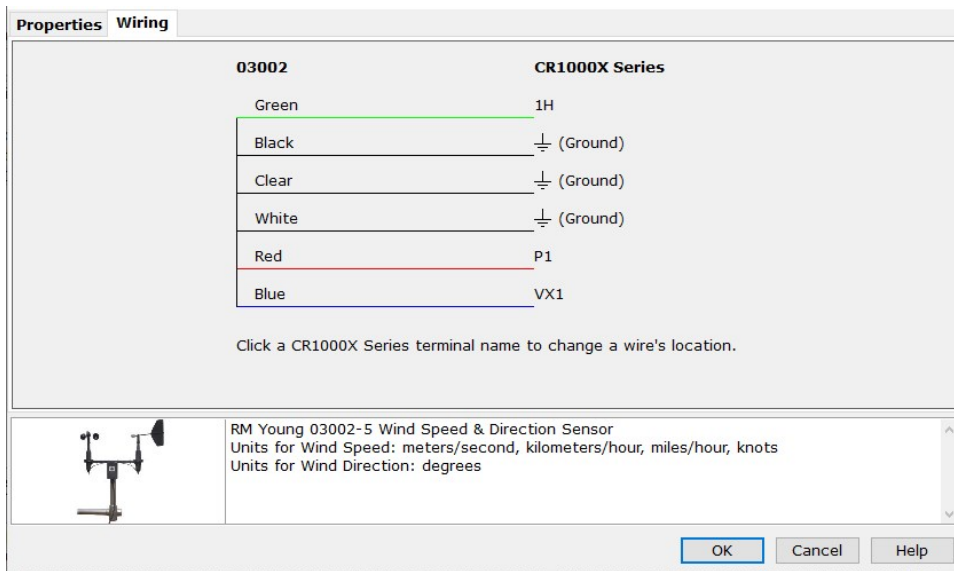 Properties Wiring
03002 CR1000X Series
Green 1H
Black ⏚ (Ground)
Clear ⏚ (Ground)
White ⏚ (Ground)
Red P1
Blue VX1
Click a CR1000X Series terminal name to change a wire's location.
RM Young 03002-5 Wind Speed & Direction Sensor
Units for Wind Speed: meters/second, kilometers/hour, miles/hour, knots
Units for Wind Direction: degrees
OK Cancel Help